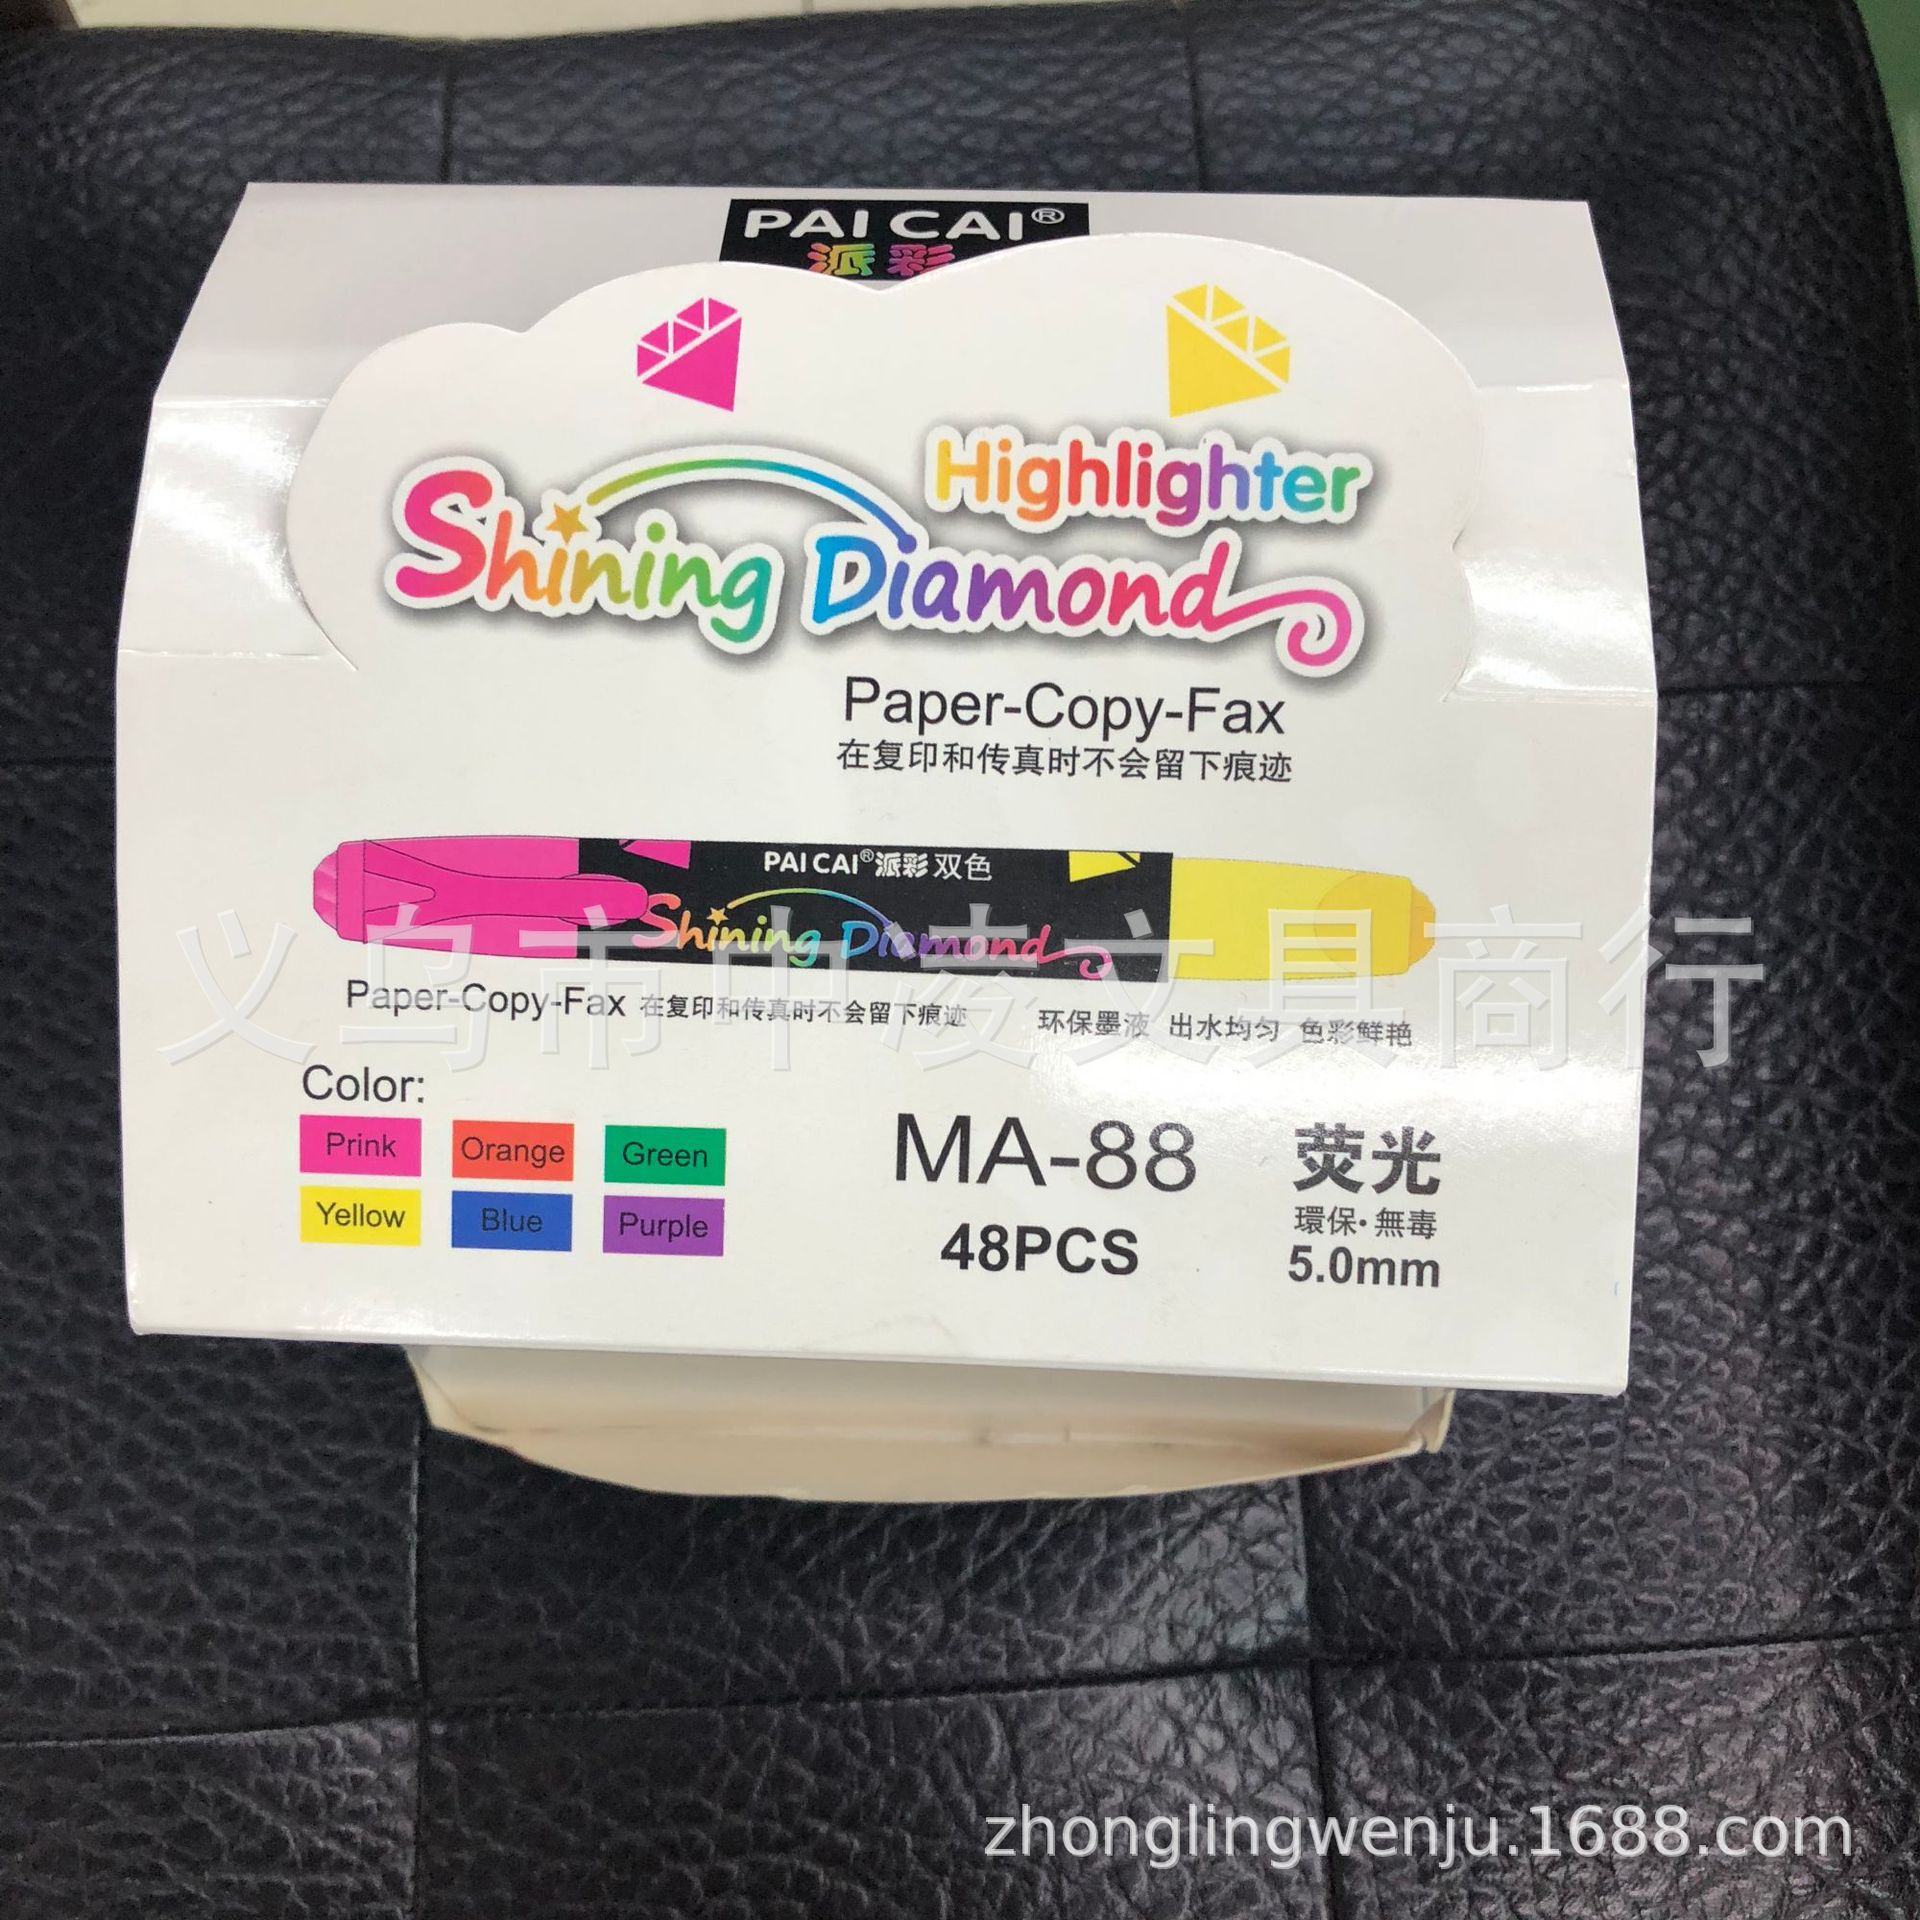 PAI CAI®
派彩
Highlighter
Shining Diamond
Paper-Copy-Fax
在复印和传真时不会留下痕迹
PAI CAI®派彩 双色
Shining Diamond
义乌市中凌文具商行
Paper-Copy-Fax 在复印和传真时不会留下痕迹
环保墨液 出水均匀 色彩鲜艳
Color:
Prink Orange Green
Yellow Blue Purple
MA-88
48PCS
荧光
環保·無毒
5.0mm
zhonglingwenju.1688.com